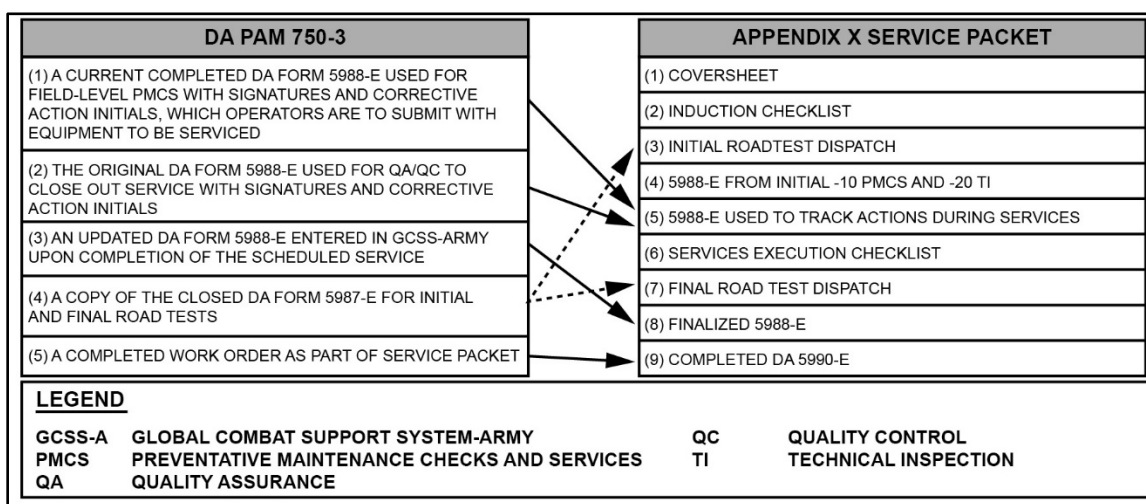 DA PAM 750-3
(1) A CURRENT COMPLETED DA FORM 5988-E USED FOR
FIELD-LEVEL PMCS WITH SIGNATURES AND CORRECTIVE
ACTION INITIALS, WHICH OPERATORS ARE TO SUBMIT WITH
EQUIPMENT TO BE SERVICED
(2) THE ORIGINAL DA FORM 5988-E USED FOR QA/QC TO
CLOSE OUT SERVICE WITH SIGNATURES AND CORRECTIVE
ACTION INITIALS
(3) AN UPDATED DA FORM 5988-E ENTERED IN GCSS-ARMY
UPON COMPLETION OF THE SCHEDULED SERVICE
(4) A COPY OF THE CLOSED DA FORM 5987-E FOR INITIAL
AND FINAL ROAD TESTS
(5) A COMPLETED WORK ORDER AS PART OF SERVICE PACKET
APPENDIX X SERVICE PACKET
(1) COVERSHEET
(2) INDUCTION CHECKLIST
(3) INITIAL ROADTEST DISPATCH
(4) 5988-E FROM INITIAL -10 PMCS AND -20 TI
(5) 5988-E USED TO TRACK ACTIONS DURING SERVICES
(6) SERVICES EXECUTION CHECKLIST
(7) FINAL ROAD TEST DISPATCH
(8) FINALIZED 5988-E
(9) COMPLETED DA 5990-E
LEGEND
GCSS-A GLOBAL COMBAT SUPPORT SYSTEM-ARMY
PMCS PREVENTATIVE MAINTENANCE CHECKS AND SERVICES
QA QUALITY ASSURANCE
QC QUALITY CONTROL
TI TECHNICAL INSPECTION